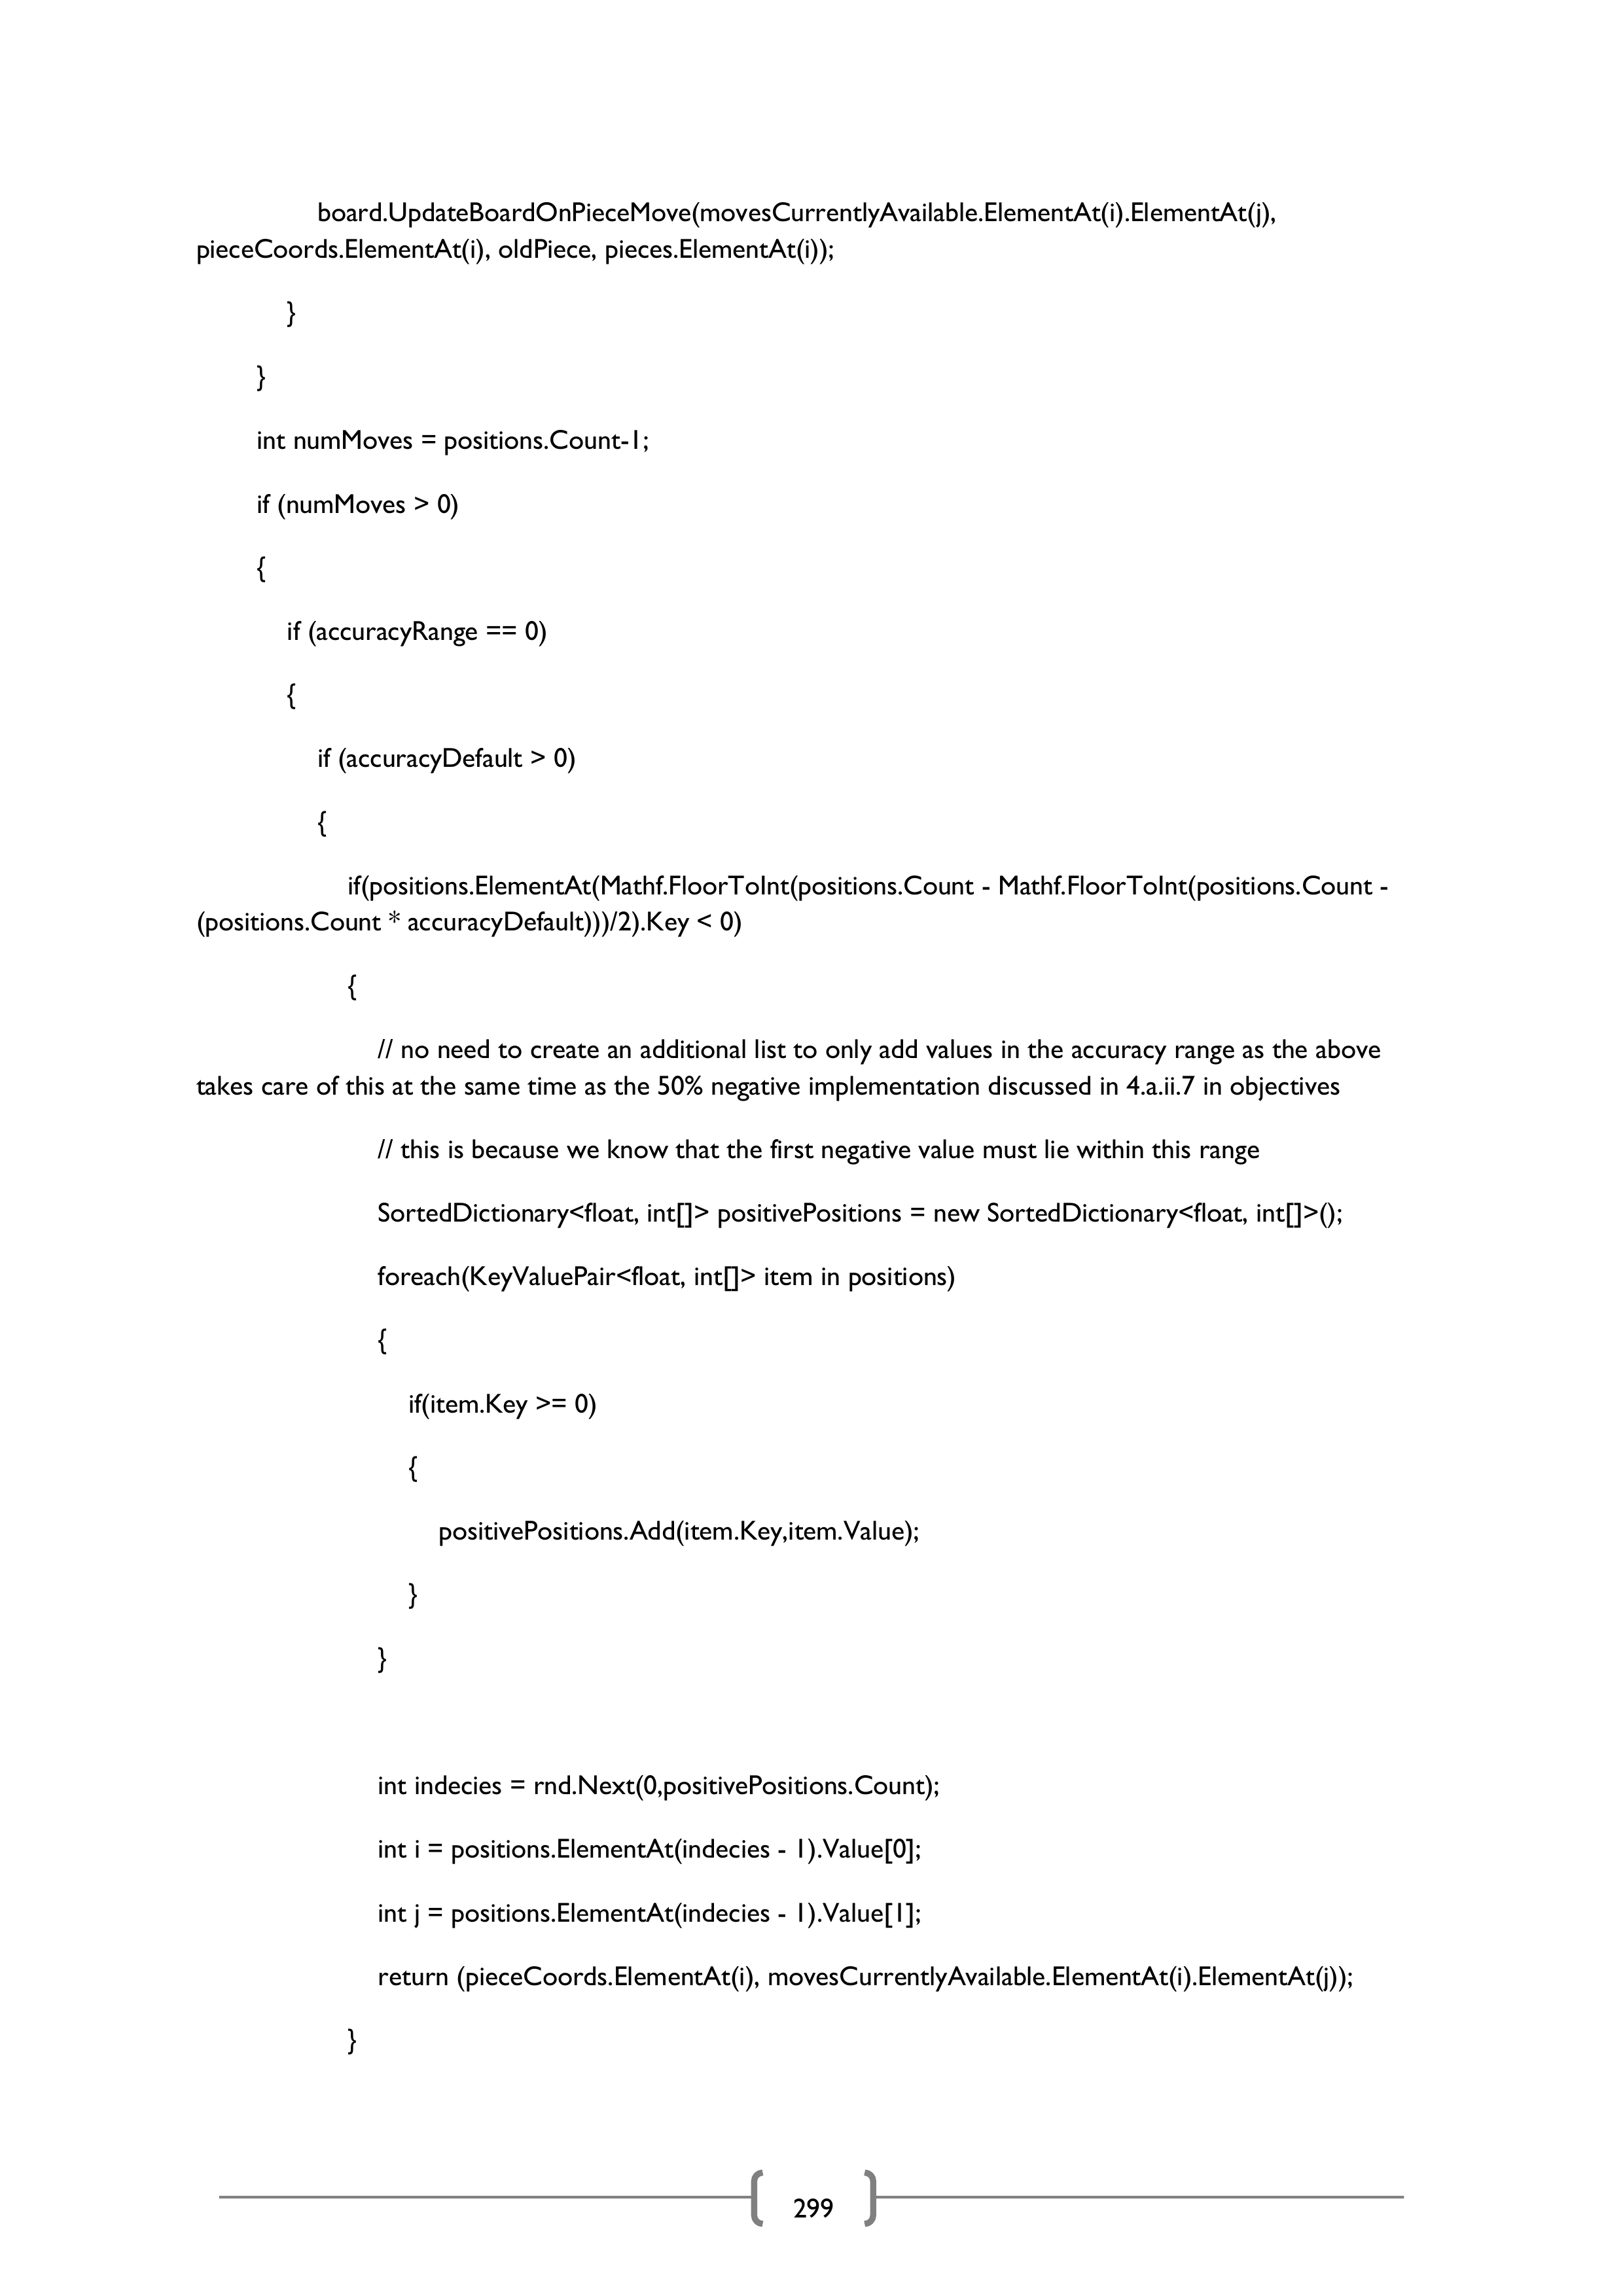 board.UpdateBoardOnPieceMove(movesCurrentlyAvailable.ElementAt(i).ElementAt(j),
pieceCoords.ElementAt(i), oldPiece, pieces.ElementAt(i));
}
}
int numMoves = positions.Count-1;
if (numMoves > 0)
{
if (accuracyRange == 0)
{
if (accuracyDefault > 0)
{
if(positions.ElementAt(Mathf.FloorToInt(positions.Count - Mathf.FloorToInt(positions.Count -
(positions.Count * accuracyDefault)))/2).Key < 0)
{
// no need to create an additional list to only add values in the accuracy range as the above
takes care of this at the same time as the 50% negative implementation discussed in 4.a.ii.7 in objectives
// this is because we know that the first negative value must lie within this range
SortedDictionary<float, int[]> positivePositions = new SortedDictionary<float, int[]>();
foreach(KeyValuePair<float, int[]> item in positions)
{
if(item.Key >= 0)
{
positivePositions.Add(item.Key,item.Value);
}
}
int indecies = rnd.Next(0,positivePositions.Count);
int i = positions.ElementAt(indecies - 1).Value[0];
int j = positions.ElementAt(indecies - 1).Value[1];
return (pieceCoords.ElementAt(i), movesCurrentlyAvailable.ElementAt(i).ElementAt(j));
}
299